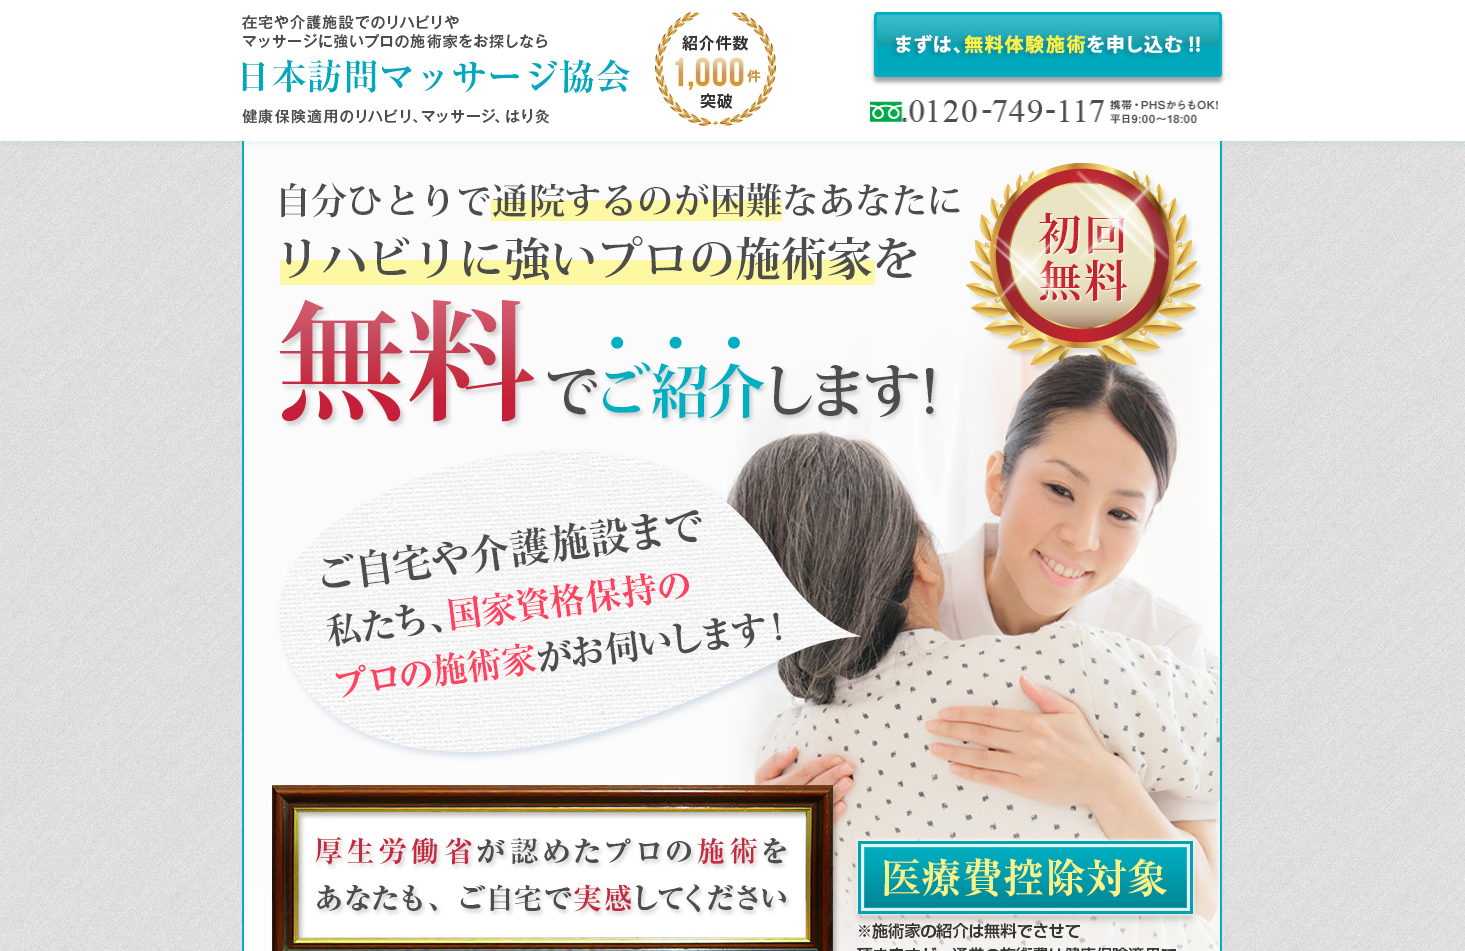 在宅や介護施設でのリハビリや
マッサージに強いプロの施術家をお探しなら
日本訪問マッサージ協会
健康保険適用のリハビリ、マッサージ、はり灸
紹介件数
1,000件
突破
まずは、無料体験施術を申し込む!!
0120-749-117
携帯・PHSからもOK!
平日9:00〜18:00
自分ひとりで通院するのが困難なあなたに
リハビリに強いプロの施術家を
無料でご紹介します!
初回
無料
ご自宅や介護施設まで
私たち、国家資格保持の
プロの施術家がお伺いします!
厚生労働省が認めたプロの施術を
あなたも、ご自宅で実感してください
医療費控除対象
※施術家の紹介は無料でさせて